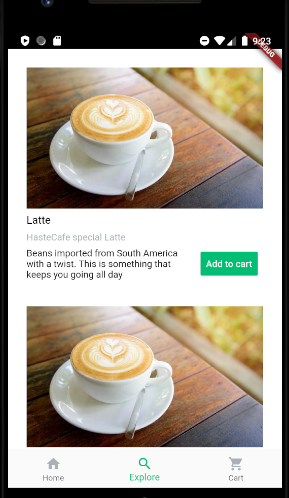 9:23
DEBUG
Latte
HasteCafe special Latte
Beans imported from South America
with a twist. This is something that
keeps you going all day
Add to cart
Home
Explore
Cart